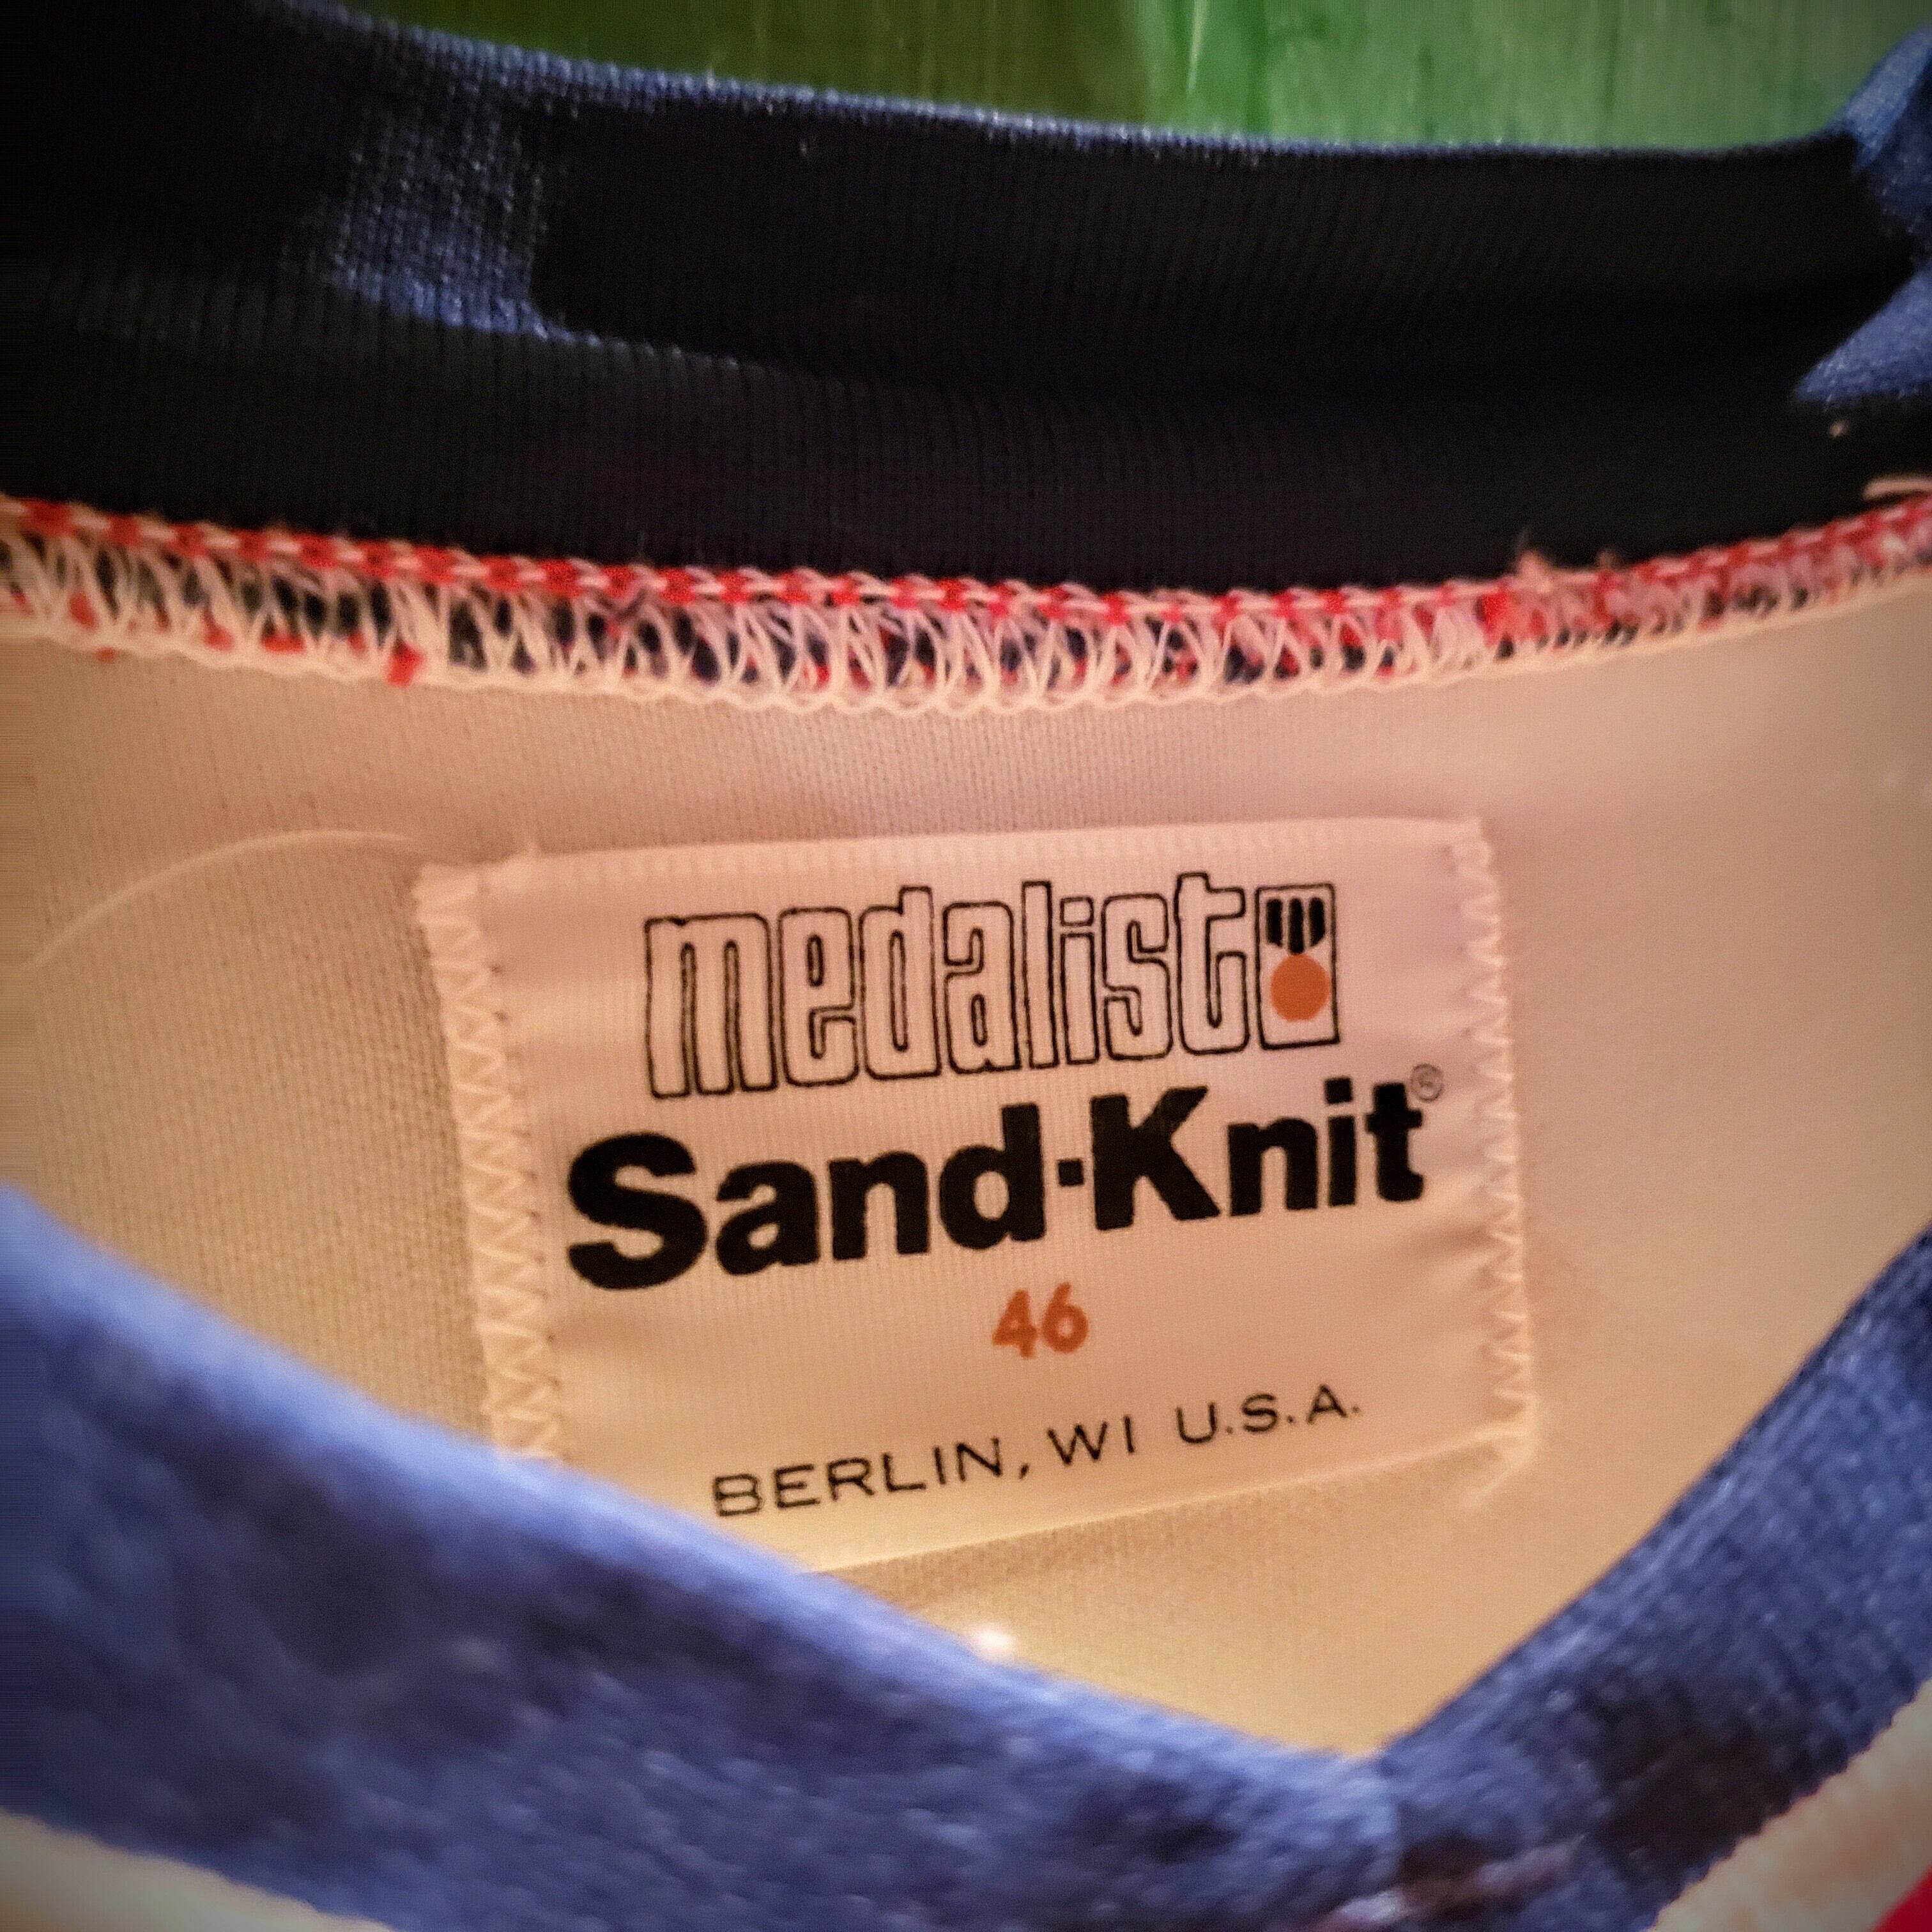 medalist
Sand·Knit®
46
BERLIN, WI U.S.A.